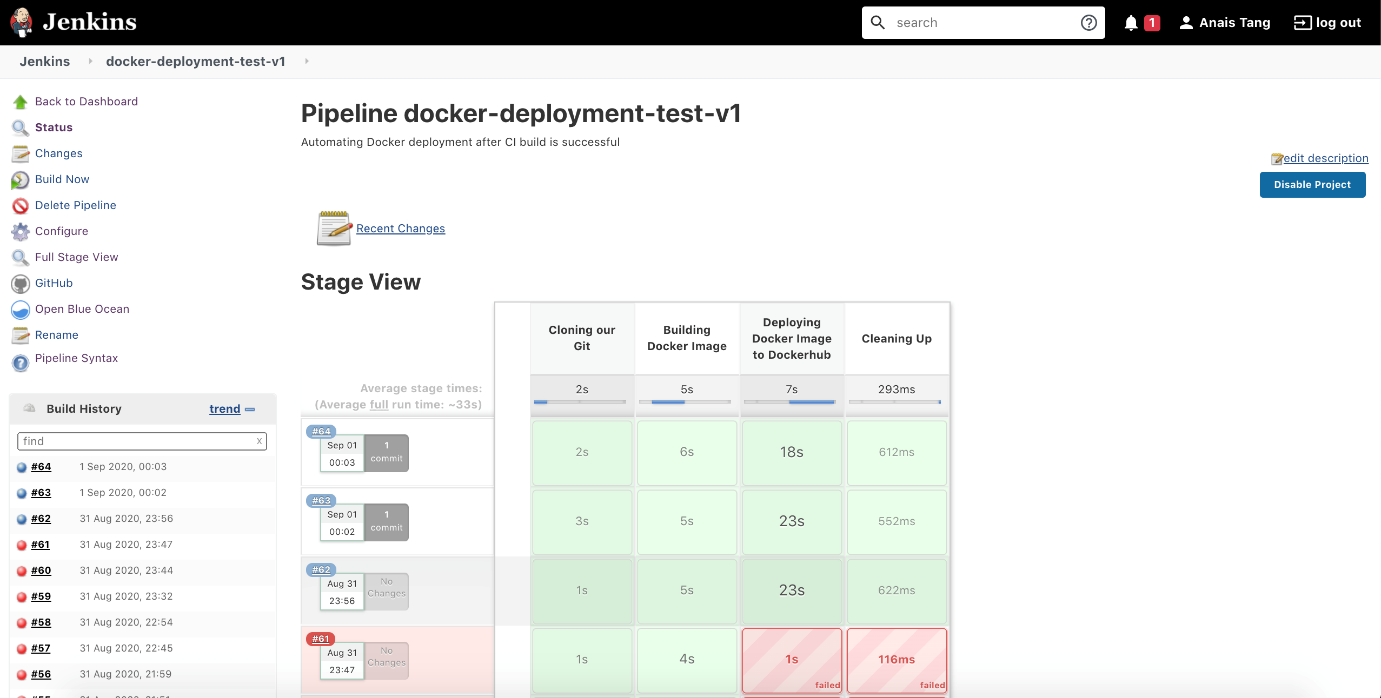 Jenkins
search
1
Anais Tang
log out
Jenkins
docker-deployment-test-v1
Back to Dashboard
Status
Changes
Build Now
Delete Pipeline
Configure
Full Stage View
GitHub
Open Blue Ocean
Rename
Pipeline Syntax
Build History
trend
find
x
#64 1 Sep 2020, 00:03
#63 1 Sep 2020, 00:02
#62 31 Aug 2020, 23:56
#61 31 Aug 2020, 23:47
#60 31 Aug 2020, 23:44
#59 31 Aug 2020, 23:32
#58 31 Aug 2020, 22:54
#57 31 Aug 2020, 22:45
#56 31 Aug 2020, 21:59
Pipeline docker-deployment-test-v1
Automating Docker deployment after CI build is successful
edit description
Disable Project
Recent Changes
Stage View
Cloning our
Git
Building
Docker Image
Deploying
Docker Image
to Dockerhub
Cleaning Up
Average stage times:
(Average full run time: ~33s)
2s
5s
7s
293ms
#64
Sep 01
00:03
1
commit
2s
6s
18s
612ms
#63
Sep 01
00:02
1
commit
3s
5s
23s
552ms
#62
Aug 31
23:56
No
Changes
1s
5s
23s
622ms
#61
Aug 31
23:47
No
Changes
1s
4s
1s
failed
116ms
failed